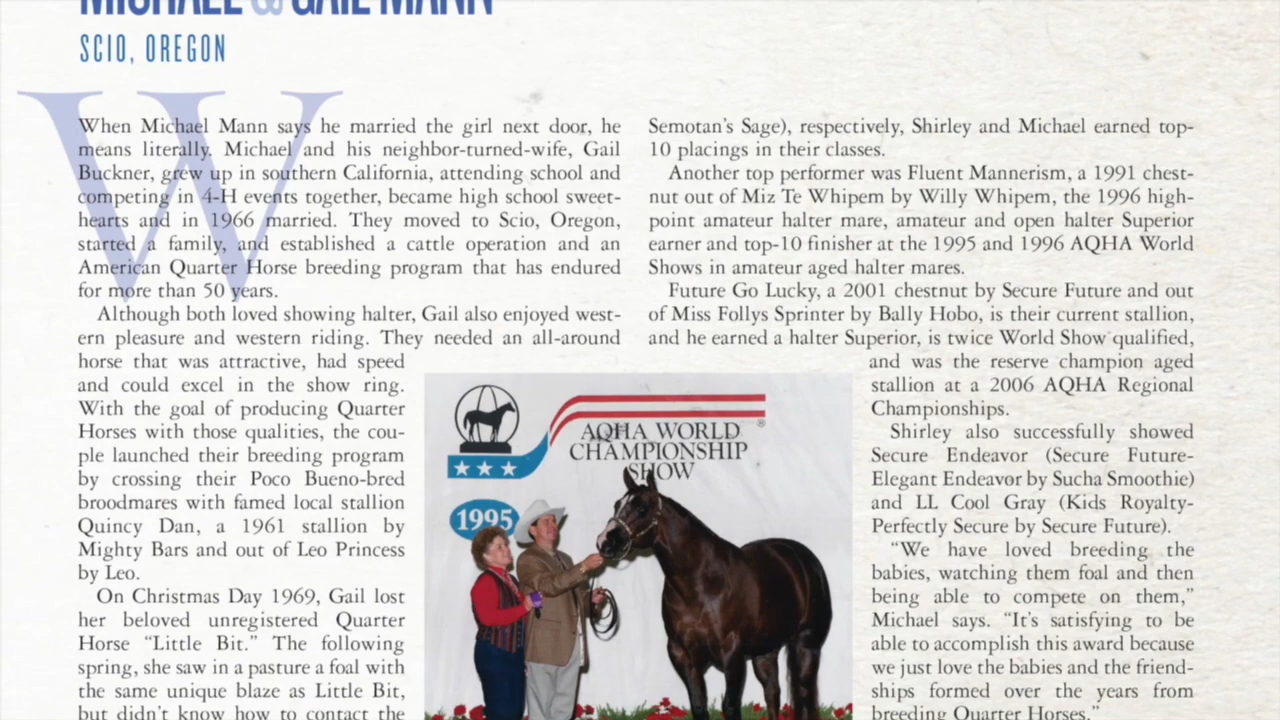 MICHAEL & GAIL MANN
SCIO, OREGON
When Michael Mann says he married the girl next door, he
means literally. Michael and his neighbor-turned-wife, Gail
Buckner, grew up in southern California, attending school and
competing in 4-H events together, became high school sweet-
hearts and in 1966 married. They moved to Scio, Oregon,
started a family, and established a cattle operation and an
American Quarter Horse breeding program that has endured
for more than 50 years.
Although both loved showing halter, Gail also enjoyed west-
ern pleasure and western riding. They needed an all-around
horse that was attractive, had speed
and could excel in the show ring.
With the goal of producing Quarter
Horses with those qualities, the cou-
ple launched their breeding program
by crossing their Poco Bueno-bred
broodmares with famed local stallion
Quincy Dan, a 1961 stallion by
Mighty Bars and out of Leo Princess
by Leo.
On Christmas Day 1969, Gail lost
her beloved unregistered Quarter
Horse “Little Bit.” The following
spring, she saw in a pasture a foal with
the same unique blaze as Little Bit,
but didn’t know how to contact the
Semotan’s Sage), respectively, Shirley and Michael earned top-
10 placings in their classes.
Another top performer was Fluent Mannerism, a 1991 chest-
nut out of Miz Te Whipem by Willy Whipem, the 1996 high-
point amateur halter mare, amateur and open halter Superior
earner and top-10 finisher at the 1995 and 1996 AQHA World
Shows in amateur aged halter mares.
Future Go Lucky, a 2001 chestnut by Secure Future and out
of Miss Follys Sprinter by Bally Hobo, is their current stallion,
and he earned a halter Superior, is twice World Show qualified,
and was the reserve champion aged
stallion at a 2006 AQHA Regional
Championships.
Shirley also successfully showed
Secure Endeavor (Secure Future-
Elegant Endeavor by Sucha Smoothie)
and LL Cool Gray (Kids Royalty-
Perfectly Secure by Secure Future).
“We have loved breeding the
babies, watching them foal and then
being able to compete on them,”
Michael says. “It’s satisfying to be
able to accomplish this award because
we just love the babies and the friend-
ships formed over the years from
breeding Quarter Horses.”
AQHA WORLD
CHAMPIONSHIP
SHOW
®
1995